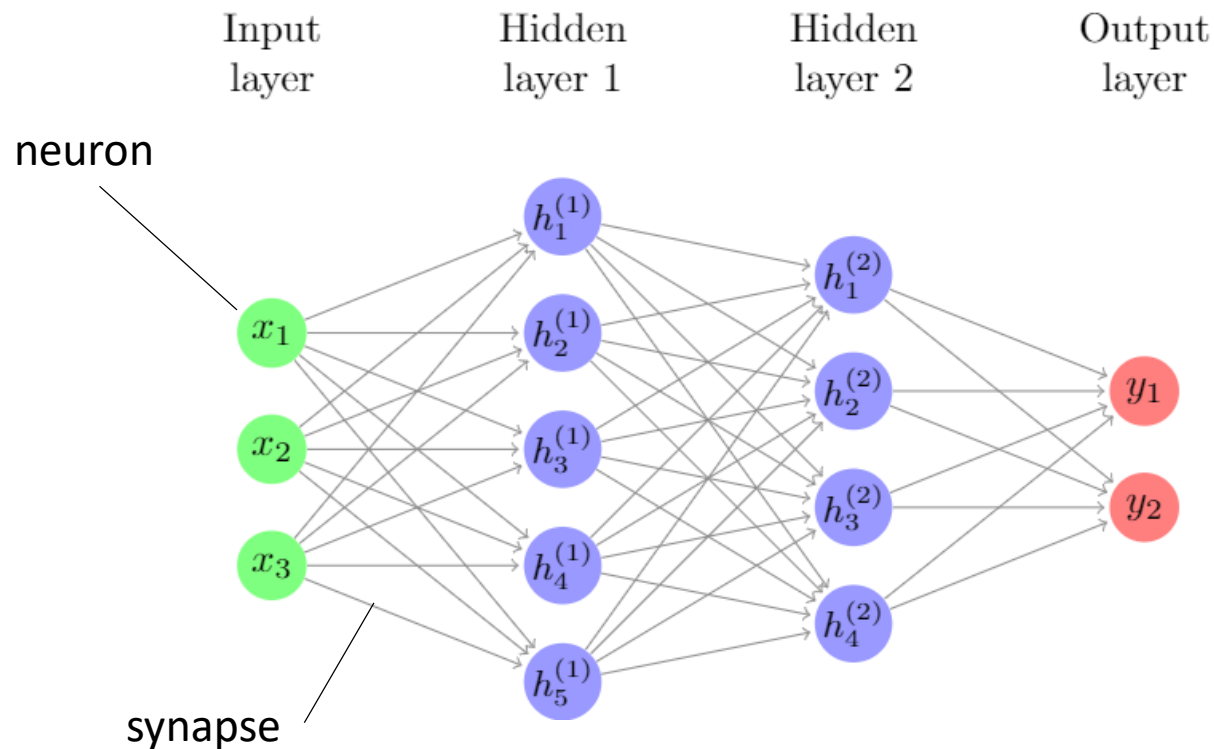 Input layer
Hidden layer 1
Hidden layer 2
Output layer
neuron
x₁
x₂
x₃
h₁⁽¹⁾
h₂⁽¹⁾
h₃⁽¹⁾
h₄⁽¹⁾
h₅⁽¹⁾
h₁⁽²⁾
h₂⁽²⁾
h₃⁽²⁾
h₄⁽²⁾
y₁
y₂
synapse